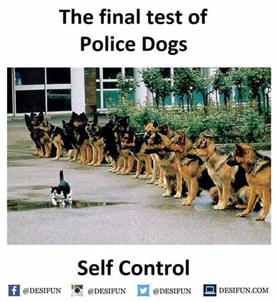 The final test of
Police Dogs
Self Control
@DESIFUN @DESIFUN @DESIFUN DESIFUN.COM